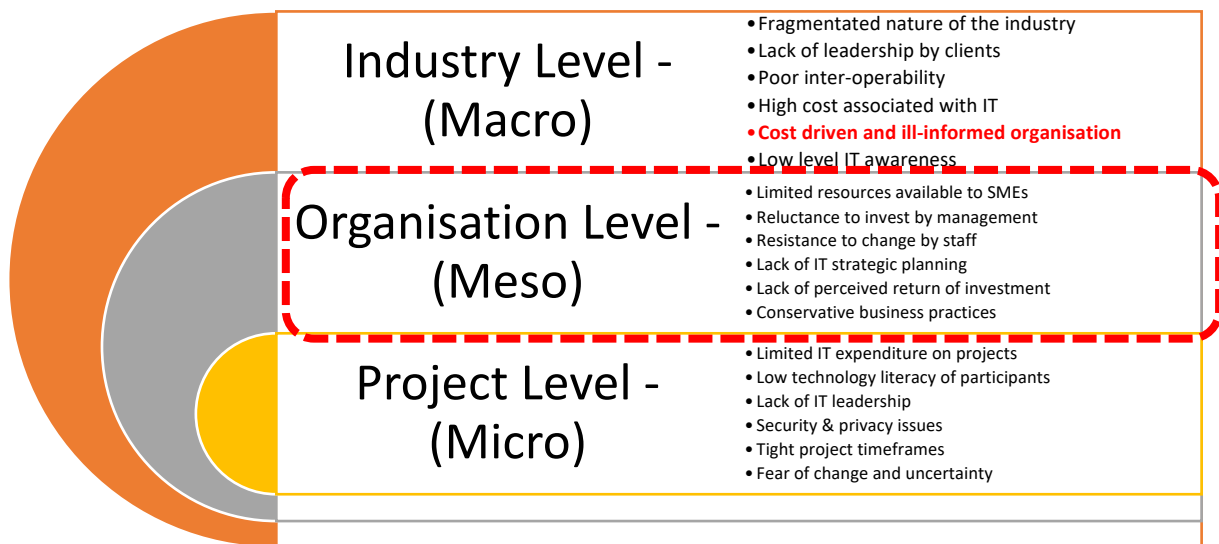 Industry Level -
(Macro)
•Fragmentated nature of the industry
•Lack of leadership by clients
•Poor inter-operability
•High cost associated with IT
•Cost driven and ill-informed organisation
•Low level IT awareness
Organisation Level -
(Meso)
•Limited resources available to SMEs
•Reluctance to invest by management
•Resistance to change by staff
•Lack of IT strategic planning
•Lack of perceived return of investment
•Conservative business practices
Project Level -
(Micro)
•Limited IT expenditure on projects
•Low technology literacy of participants
•Lack of IT leadership
•Security & privacy issues
•Tight project timeframes
•Fear of change and uncertainty